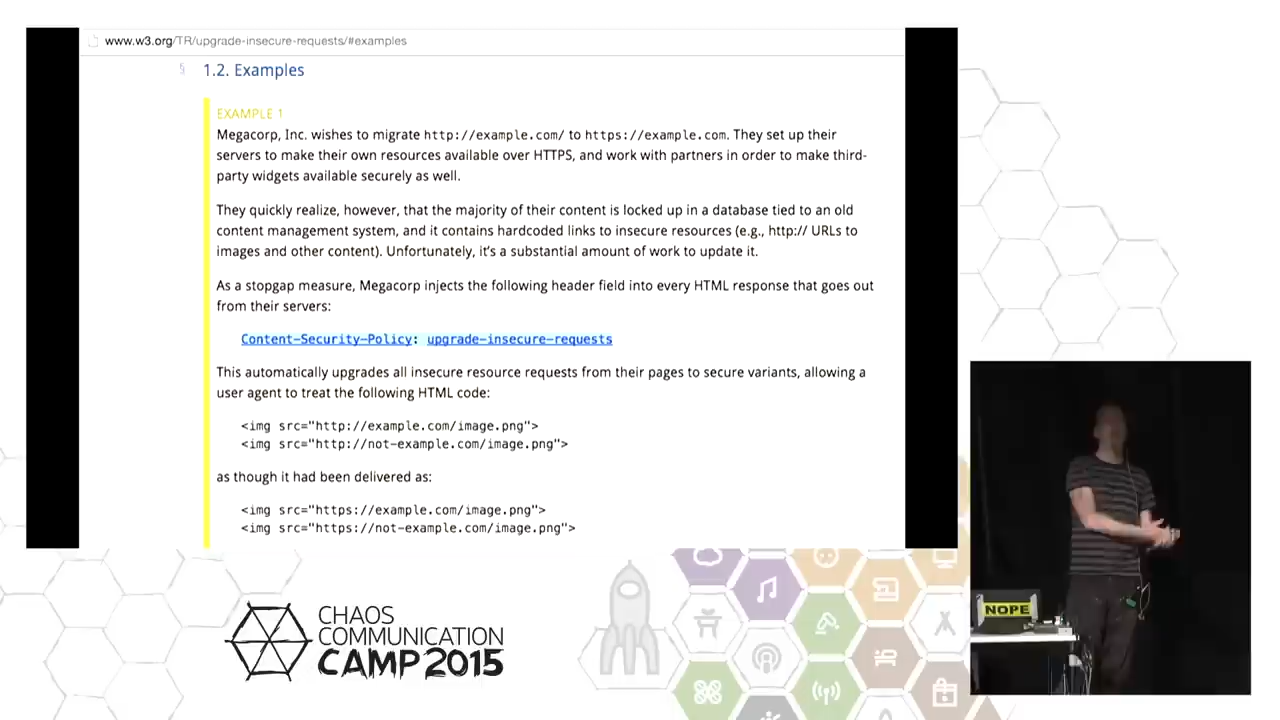 www.w3.org/TR/upgrade-insecure-requests/#examples
§ 1.2. Examples
EXAMPLE 1
Megacorp, Inc. wishes to migrate http://example.com/ to https://example.com. They set up their
servers to make their own resources available over HTTPS, and work with partners in order to make third-
party widgets available securely as well.
They quickly realize, however, that the majority of their content is locked up in a database tied to an old
content management system, and it contains hardcoded links to insecure resources (e.g., http:// URLs to
images and other content). Unfortunately, it's a substantial amount of work to update it.
As a stopgap measure, Megacorp injects the following header field into every HTML response that goes out
from their servers:
Content-Security-Policy: upgrade-insecure-requests
This automatically upgrades all insecure resource requests from their pages to secure variants, allowing a
user agent to treat the following HTML code:
<img src="http://example.com/image.png">
<img src="http://not-example.com/image.png">
as though it had been delivered as:
<img src="https://example.com/image.png">
<img src="https://not-example.com/image.png">
NOPE
CHAOS
COMMUNICATION
CAMP 2015